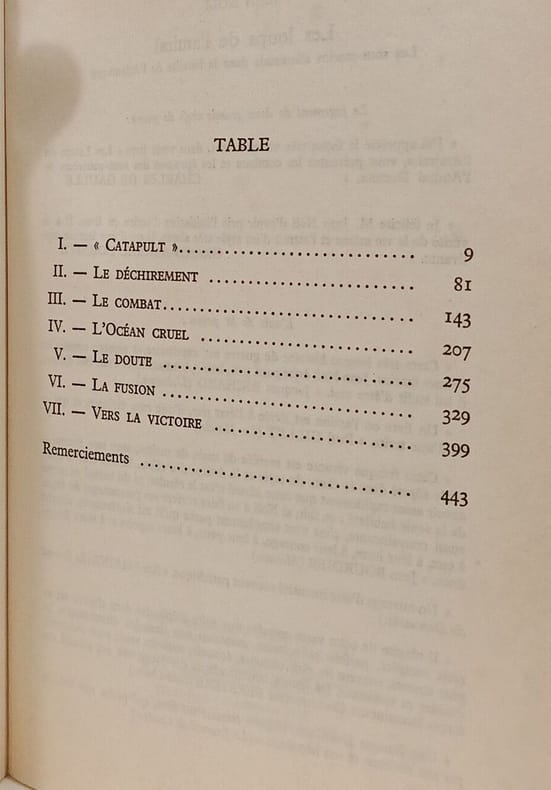 TABLE
I. — « Catapult »............................ 9
II. — Le déchirement ............................ 81
III. — Le combat............................ 143
IV. — L'Océan cruel ............................ 207
V. — Le doute ............................ 275
VI. — La fusion ............................ 329
VII. — Vers la victoire ............................ 399
Remerciements ............................ 443